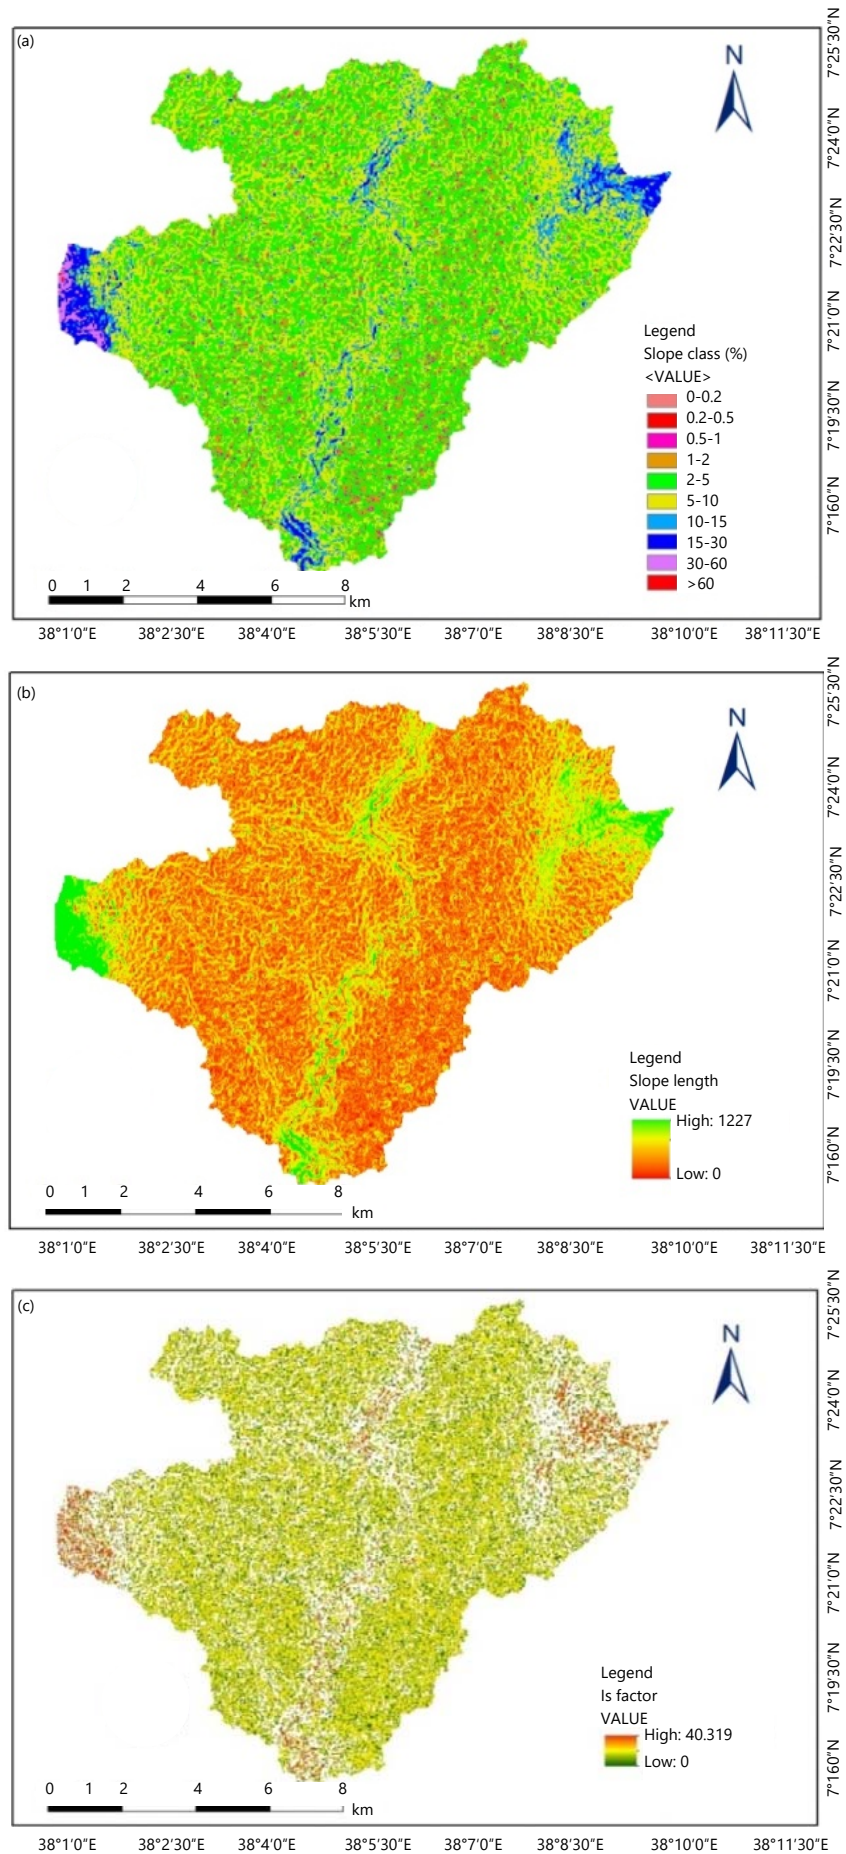 (a)
N
7°25′30″N
7°24′0″N
7°22′30″N
7°21′0″N
7°19′30″N
7°160″N
Legend
Slope class (%)
<VALUE>
0-0.2
0.2-0.5
0.5-1
1-2
2-5
5-10
10-15
15-30
30-60
>60
0 1 2 4 6 8
km
38°1′0″E 38°2′30″E 38°4′0″E 38°5′30″E 38°7′0″E 38°8′30″E 38°10′0″E 38°11′30″E
(b)
N
7°25′30″N
7°24′0″N
7°22′30″N
7°21′0″N
7°19′30″N
7°160″N
Legend
Slope length
VALUE
High: 1227
Low: 0
0 1 2 4 6 8
km
38°1′0″E 38°2′30″E 38°4′0″E 38°5′30″E 38°7′0″E 38°8′30″E 38°10′0″E 38°11′30″E
(c)
N
7°25′30″N
7°24′0″N
7°22′30″N
7°21′0″N
7°19′30″N
7°160″N
Legend
Is factor
VALUE
High: 40.319
Low: 0
0 1 2 4 6 8
km
38°1′0″E 38°2′30″E 38°4′0″E 38°5′30″E 38°7′0″E 38°8′30″E 38°10′0″E 38°11′30″E